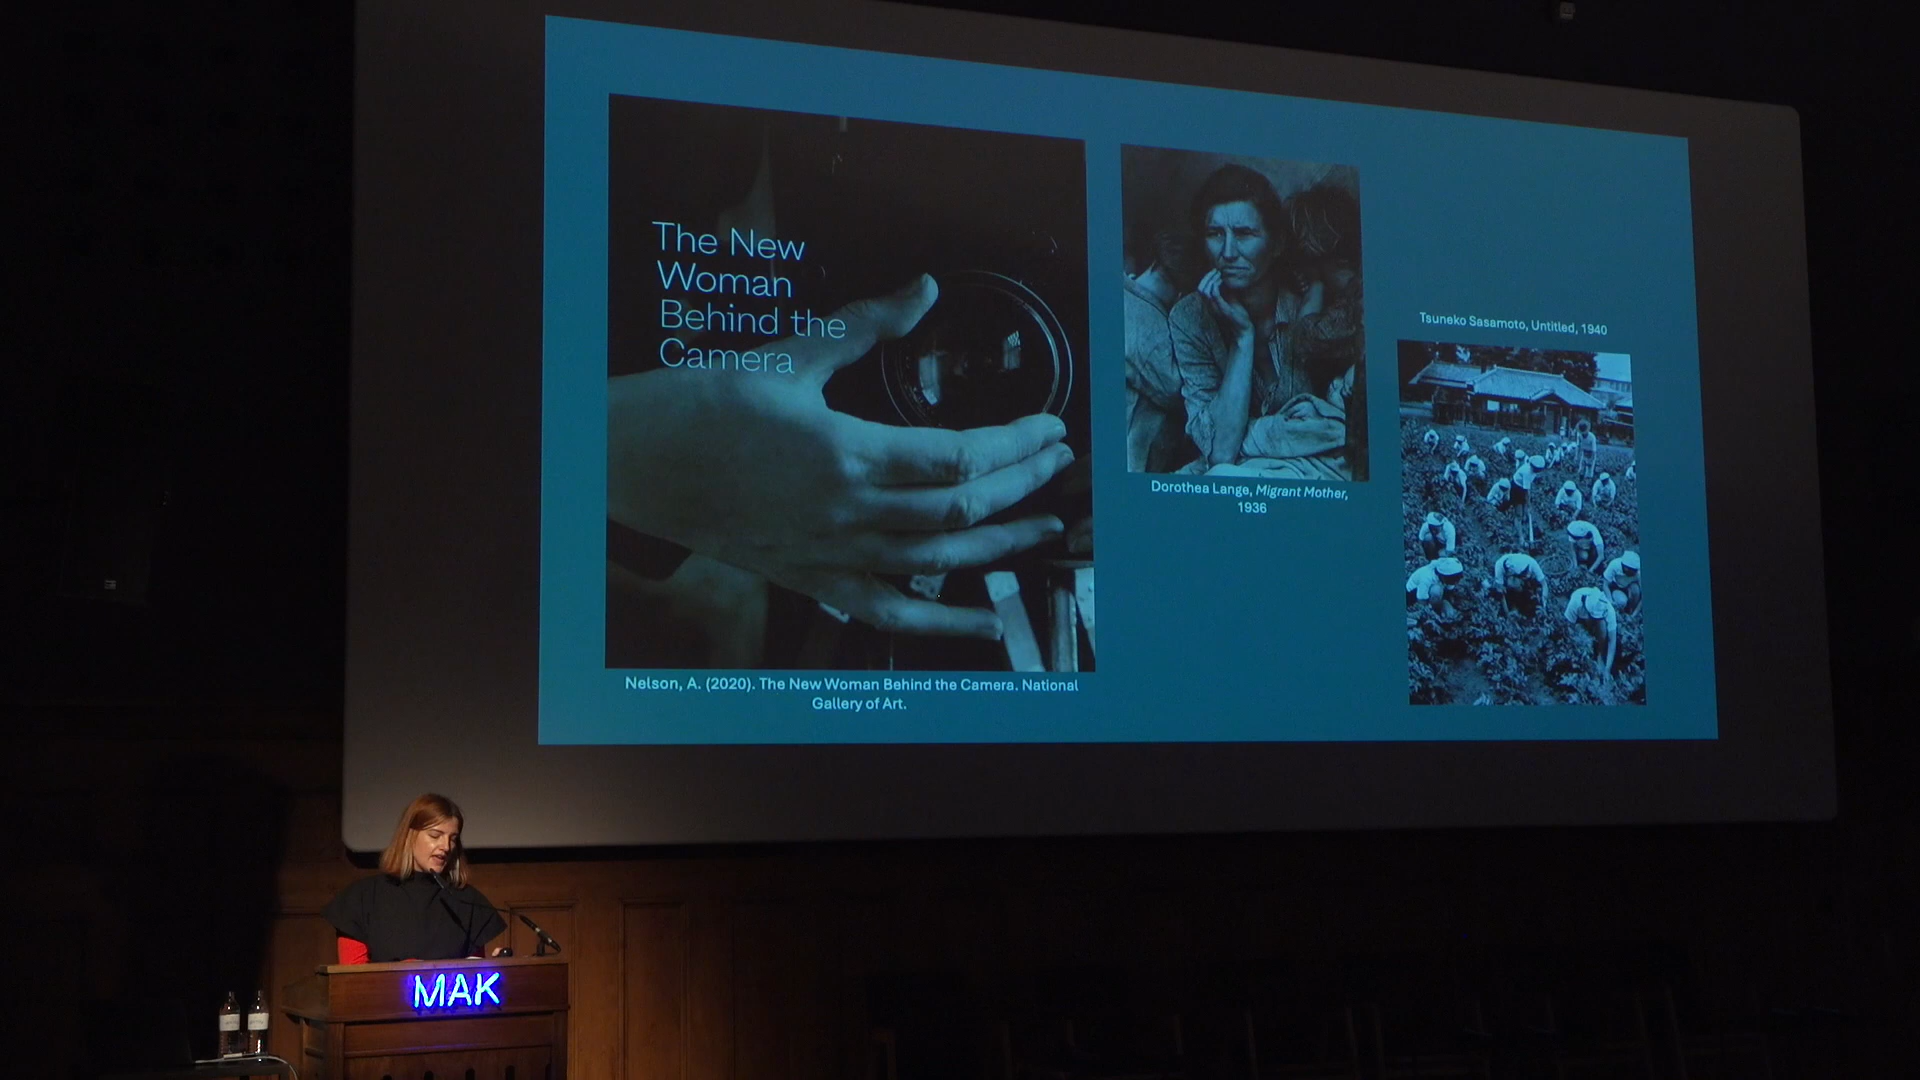 The New
Woman
Behind the
Camera
Nelson, A. (2020). The New Woman Behind the Camera. National
Gallery of Art.
Dorothea Lange, Migrant Mother,
1936
Tsuneko Sasamoto, Untitled, 1940
MAK